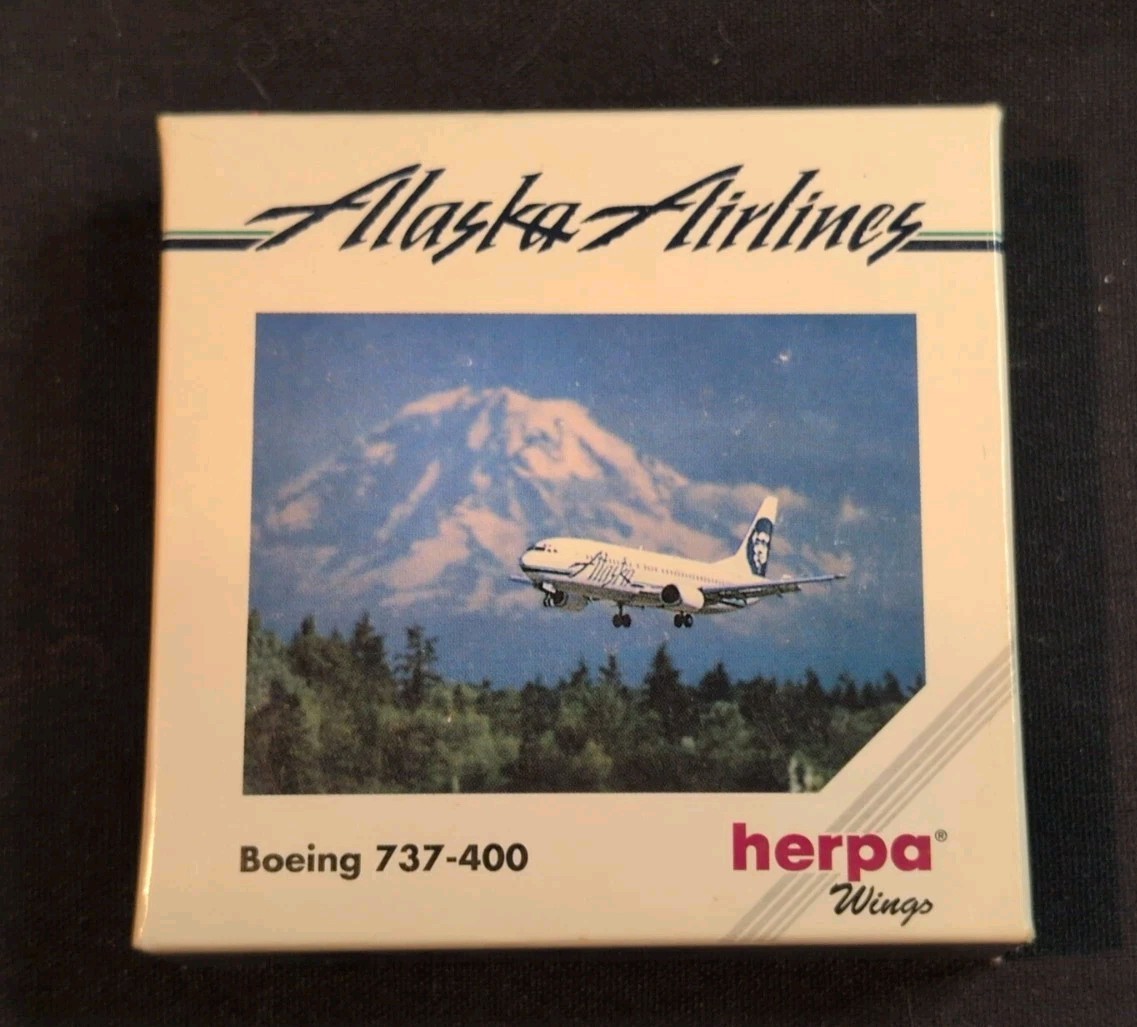 Alaska Airlines
Alaska
Boeing 737-400
herpa®
Wings